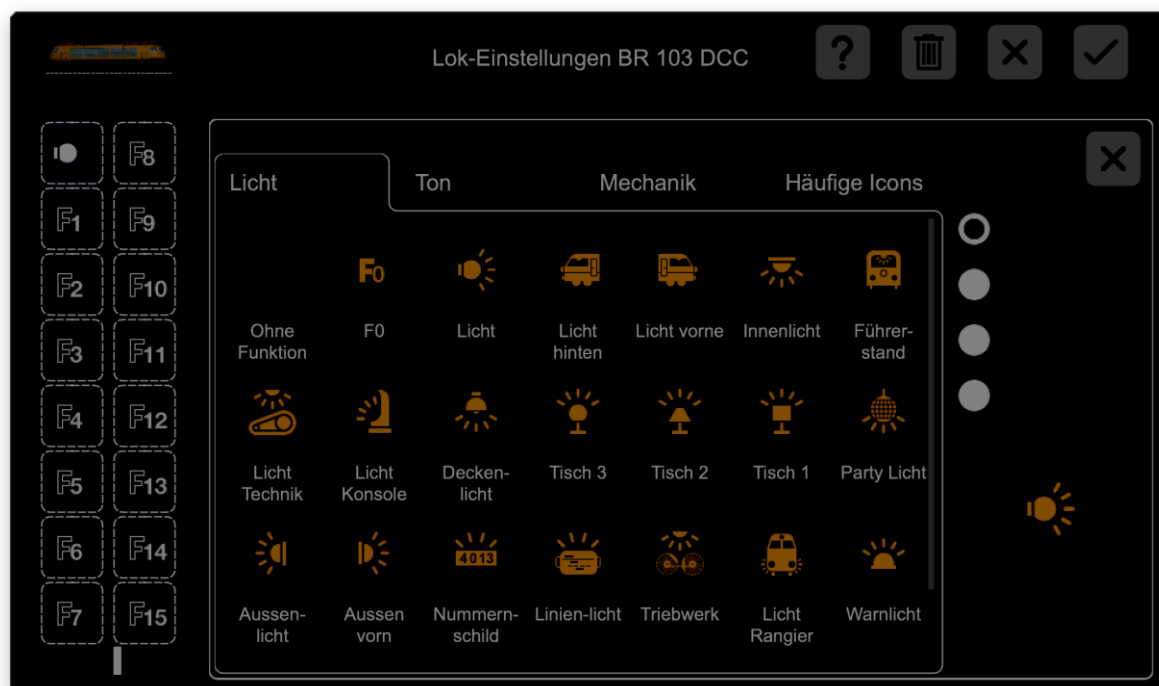 Lok-Einstellungen BR 103 DCC
?
F8
F1 F9
F2 F10
F3 F11
F4 F12
F5 F13
F6 F14
F7 F15
Licht Ton Mechanik Häufige Icons
F0
Ohne Funktion
F0
Licht
Licht hinten
Licht vorne
Innenlicht
Führer-
stand
Licht Technik
Licht Konsole
Decken-
licht
Tisch 3
Tisch 2
Tisch 1
Party Licht
4013
Aussen-
licht
Aussen vorn
Nummern-
schild
Linien-licht
Triebwerk
Licht Rangier
Warnlicht